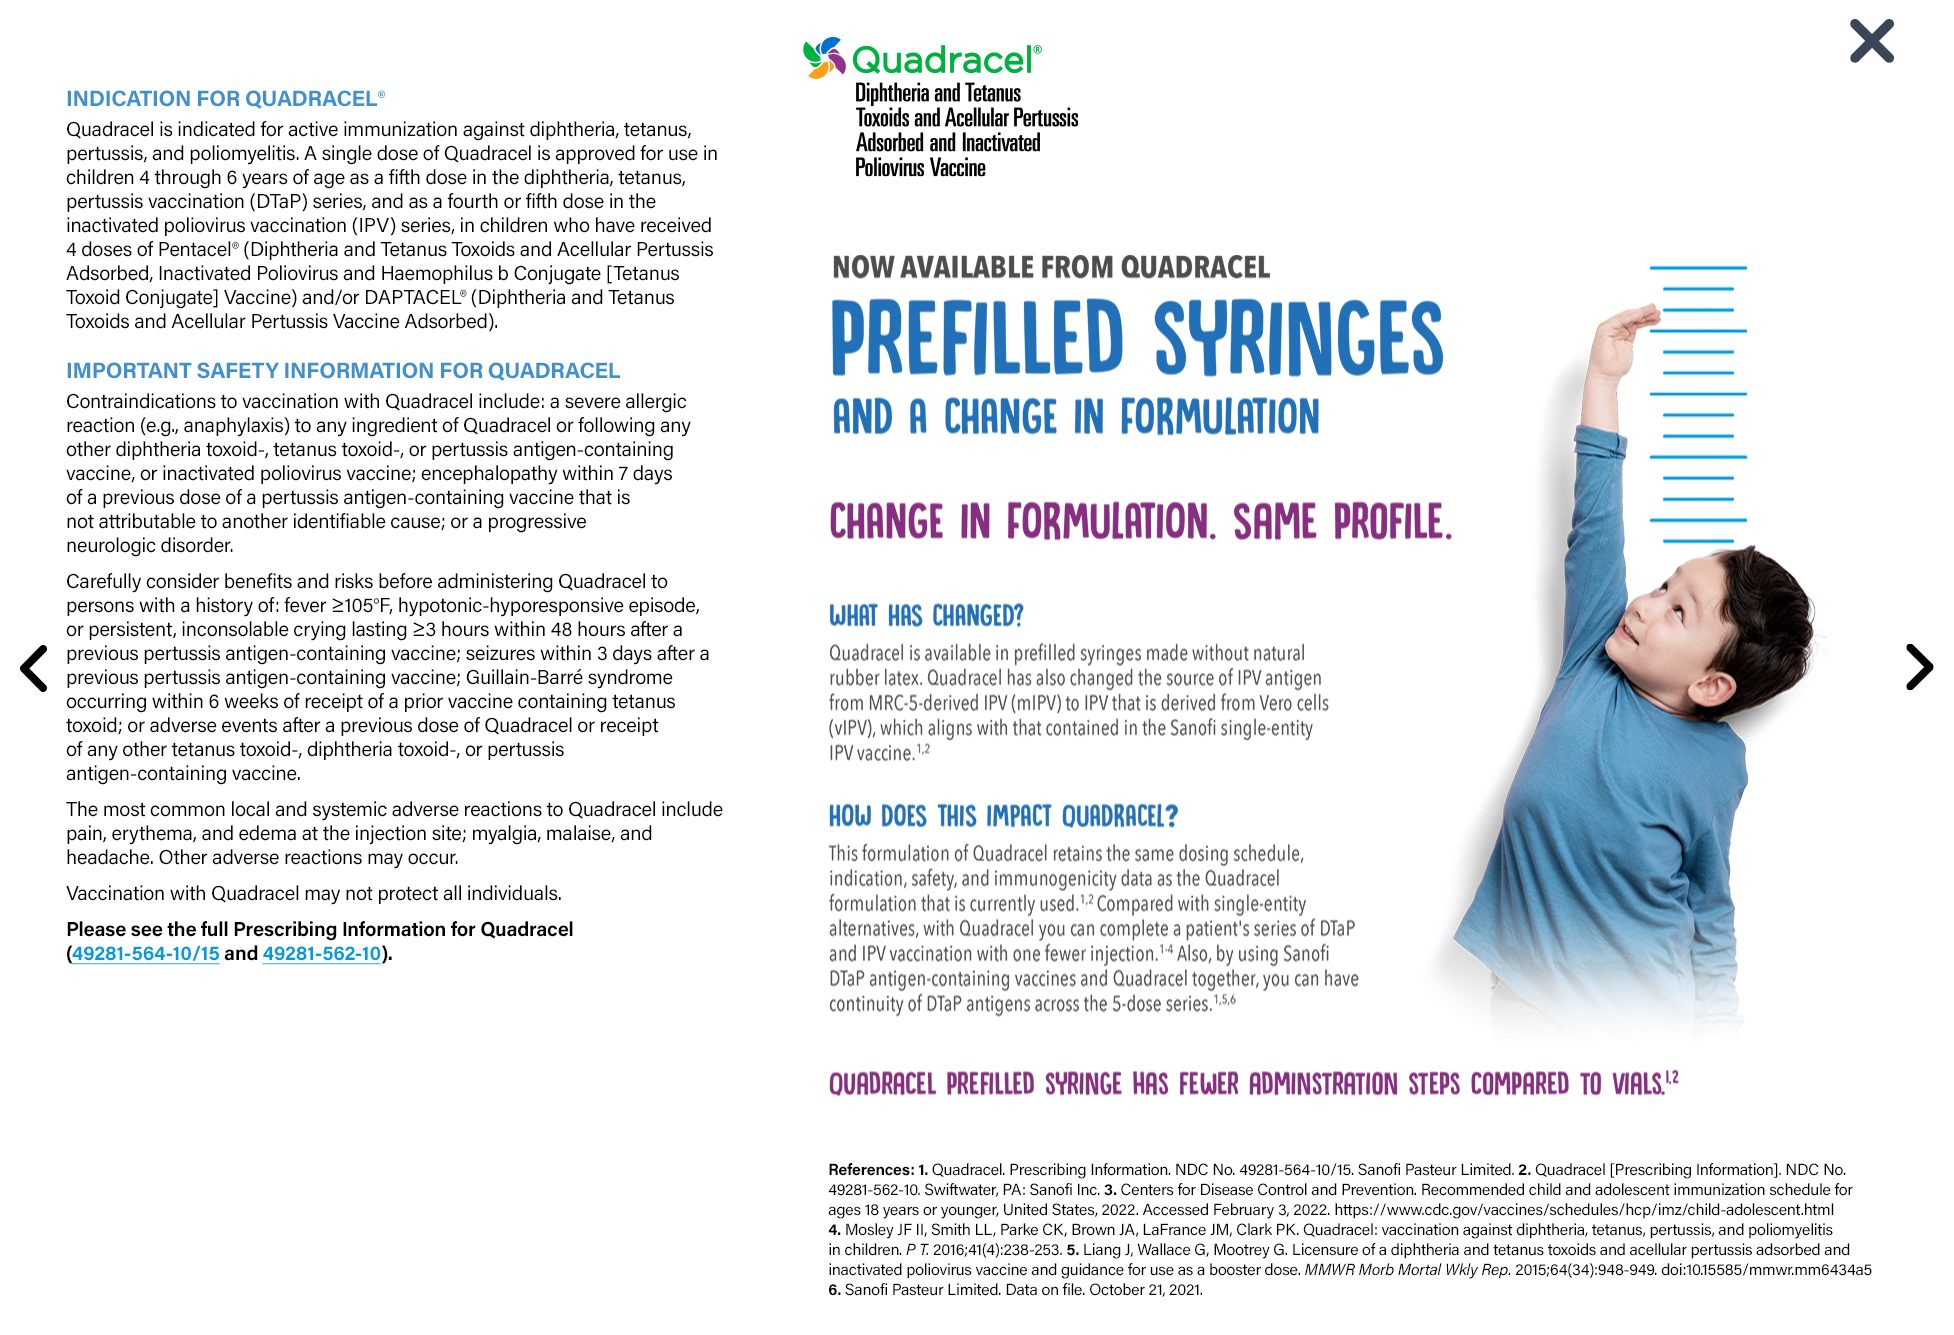 INDICATION FOR QUADRACEL®
Quadracel is indicated for active immunization against diphtheria, tetanus,
pertussis, and poliomyelitis. A single dose of Quadracel is approved for use in
children 4 through 6 years of age as a fifth dose in the diphtheria, tetanus,
pertussis vaccination (DTaP) series, and as a fourth or fifth dose in the
inactivated poliovirus vaccination (IPV) series, in children who have received
4 doses of Pentacel® (Diphtheria and Tetanus Toxoids and Acellular Pertussis
Adsorbed, Inactivated Poliovirus and Haemophilus b Conjugate [Tetanus
Toxoid Conjugate] Vaccine) and/or DAPTACEL® (Diphtheria and Tetanus
Toxoids and Acellular Pertussis Vaccine Adsorbed).
IMPORTANT SAFETY INFORMATION FOR QUADRACEL
Contraindications to vaccination with Quadracel include: a severe allergic
reaction (e.g., anaphylaxis) to any ingredient of Quadracel or following any
other diphtheria toxoid-, tetanus toxoid-, or pertussis antigen-containing
vaccine, or inactivated poliovirus vaccine; encephalopathy within 7 days
of a previous dose of a pertussis antigen-containing vaccine that is
not attributable to another identifiable cause; or a progressive
neurologic disorder.
Carefully consider benefits and risks before administering Quadracel to
persons with a history of: fever ≥105°F, hypotonic-hyporesponsive episode,
or persistent, inconsolable crying lasting ≥3 hours within 48 hours after a
previous pertussis antigen-containing vaccine; seizures within 3 days after a
previous pertussis antigen-containing vaccine; Guillain-Barré syndrome
occurring within 6 weeks of receipt of a prior vaccine containing tetanus
toxoid; or adverse events after a previous dose of Quadracel or receipt
of any other tetanus toxoid-, diphtheria toxoid-, or pertussis
antigen-containing vaccine.
The most common local and systemic adverse reactions to Quadracel include
pain, erythema, and edema at the injection site; myalgia, malaise, and
headache. Other adverse reactions may occur.
Vaccination with Quadracel may not protect all individuals.
Please see the full Prescribing Information for Quadracel
(49281-564-10/15 and 49281-562-10).
Quadracel®
Diphtheria and Tetanus
Toxoids and Acellular Pertussis
Adsorbed and Inactivated
Poliovirus Vaccine
NOW AVAILABLE FROM QUADRACEL
PREFILLED SYRINGES
AND A CHANGE IN FORMULATION
CHANGE IN FORMULATION. SAME PROFILE.
WHAT HAS CHANGED?
Quadracel is available in prefilled syringes made without natural
rubber latex. Quadracel has also changed the source of IPV antigen
from MRC-5-derived IPV (mIPV) to IPV that is derived from Vero cells
(vIPV), which aligns with that contained in the Sanofi single-entity
IPV vaccine.1,2
HOW DOES THIS IMPACT QUADRACEL?
This formulation of Quadracel retains the same dosing schedule,
indication, safety, and immunogenicity data as the Quadracel
formulation that is currently used.1,2 Compared with single-entity
alternatives, with Quadracel you can complete a patient's series of DTaP
and IPV vaccination with one fewer injection.1-4 Also, by using Sanofi
DTaP antigen-containing vaccines and Quadracel together, you can have
continuity of DTaP antigens across the 5-dose series.1,5,6
QUADRACEL PREFILLED SYRINGE HAS FEWER ADMINSTRATION STEPS COMPARED TO VIALS.1,2
References: 1. Quadracel. Prescribing Information. NDC No. 49281-564-10/15. Sanofi Pasteur Limited. 2. Quadracel [Prescribing Information]. NDC No.
49281-562-10. Swiftwater, PA: Sanofi Inc. 3. Centers for Disease Control and Prevention. Recommended child and adolescent immunization schedule for
ages 18 years or younger, United States, 2022. Accessed February 3, 2022. https://www.cdc.gov/vaccines/schedules/hcp/imz/child-adolescent.html
4. Mosley JF II, Smith LL, Parke CK, Brown JA, LaFrance JM, Clark PK. Quadracel: vaccination against diphtheria, tetanus, pertussis, and poliomyelitis
in children. P T. 2016;41(4):238-253. 5. Liang J, Wallace G, Mootrey G. Licensure of a diphtheria and tetanus toxoids and acellular pertussis adsorbed and
inactivated poliovirus vaccine and guidance for use as a booster dose. MMWR Morb Mortal Wkly Rep. 2015;64(34):948-949. doi:10.15585/mmwr.mm6434a5
6. Sanofi Pasteur Limited. Data on file. October 21, 2021.